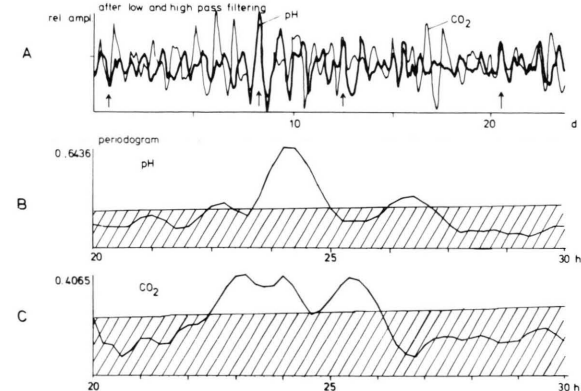 after low and high pass filtering
rel. ampl
pH
CO2
A
10
20
d
periodogram
0.6436
pH
B
20
25
30 h
0.4065
CO2
C
20
25
30 h